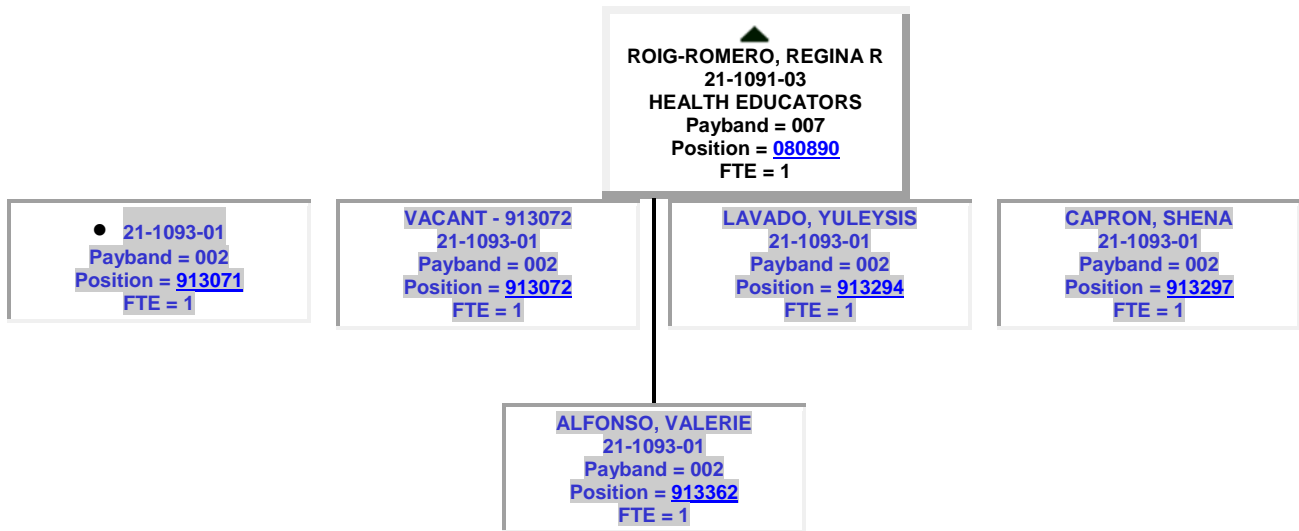 ROIG-ROMERO, REGINA R
21-1091-03
HEALTH EDUCATORS
Payband = 007
Position = 080890
FTE = 1
● 21-1093-01
Payband = 002
Position = 913071
FTE = 1
VACANT - 913072
21-1093-01
Payband = 002
Position = 913072
FTE = 1
LAVADO, YULEYSIS
21-1093-01
Payband = 002
Position = 913294
FTE = 1
CAPRON, SHENA
21-1093-01
Payband = 002
Position = 913297
FTE = 1
ALFONSO, VALERIE
21-1093-01
Payband = 002
Position = 913362
FTE = 1